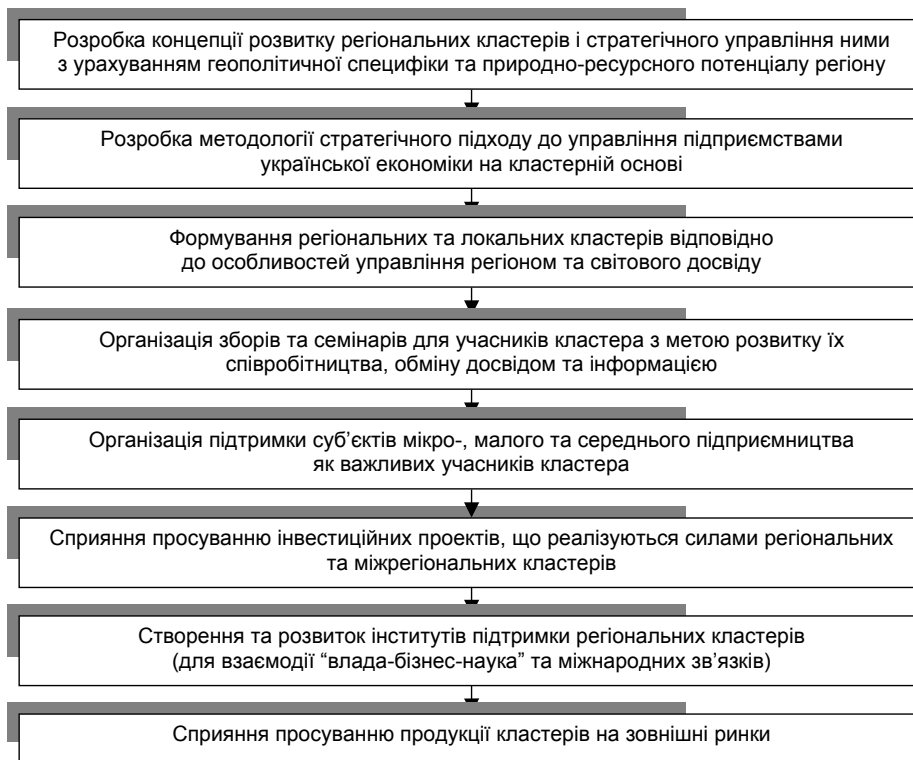 Розробка концепції розвитку регіональних кластерів і стратегічного управління ними
з урахуванням геополітичної специфіки та природно-ресурсного потенціалу регіону
Розробка методології стратегічного підходу до управління підприємствами
української економіки на кластерній основі
Формування регіональних та локальних кластерів відповідно
до особливостей управління регіоном та світового досвіду
Організація зборів та семінарів для учасників кластера з метою розвитку їх
співробітництва, обміну досвідом та інформацією
Організація підтримки суб’єктів мікро-, малого та середнього підприємництва
як важливих учасників кластера
Сприяння просуванню інвестиційних проектів, що реалізуються силами регіональних
та міжрегіональних кластерів
Створення та розвиток інститутів підтримки регіональних кластерів
(для взаємодії “влада-бізнес-наука” та міжнародних зв’язків)
Сприяння просуванню продукції кластерів на зовнішні ринки